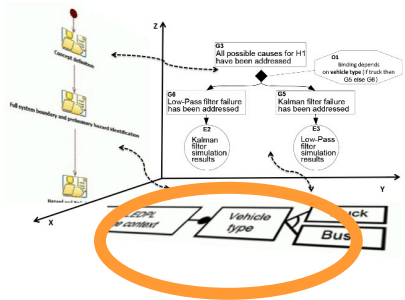 Z
G3
All possible causes for H1
have been addressed
O1
Binding depends
on vehicle type (if truck then
G5 else G6)
Concept definition
G6
Low-Pass filter failure
has been addressed
G5
Kalman filter failure
has been addressed
Full system boundary and preliminary hazard identification
E2
Kalman
filter
simulation
results
E3
Low-Pass
filter
simulation
results
Y
X
Vehicle
type
context
Bus